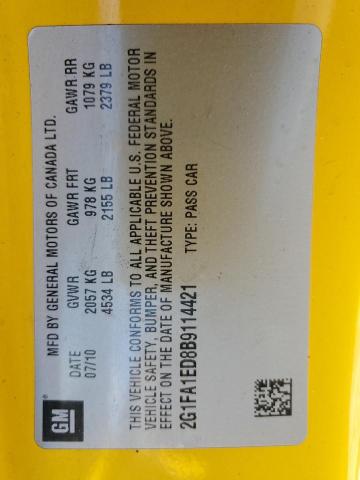 GM
MFD BY GENERAL MOTORS OF CANADA LTD.
DATE GVWR GAWR FRT GAWR RR
07/10 2057 KG 978 KG 1079 KG
4534 LB 2155 LB 2379 LB
THIS VEHICLE CONFORMS TO ALL APPLICABLE U.S. FEDERAL MOTOR
VEHICLE SAFETY, BUMPER, AND THEFT PREVENTION STANDARDS IN
EFFECT ON THE DATE OF MANUFACTURE SHOWN ABOVE.
2G1FA1ED8B9114421 TYPE: PASS CAR